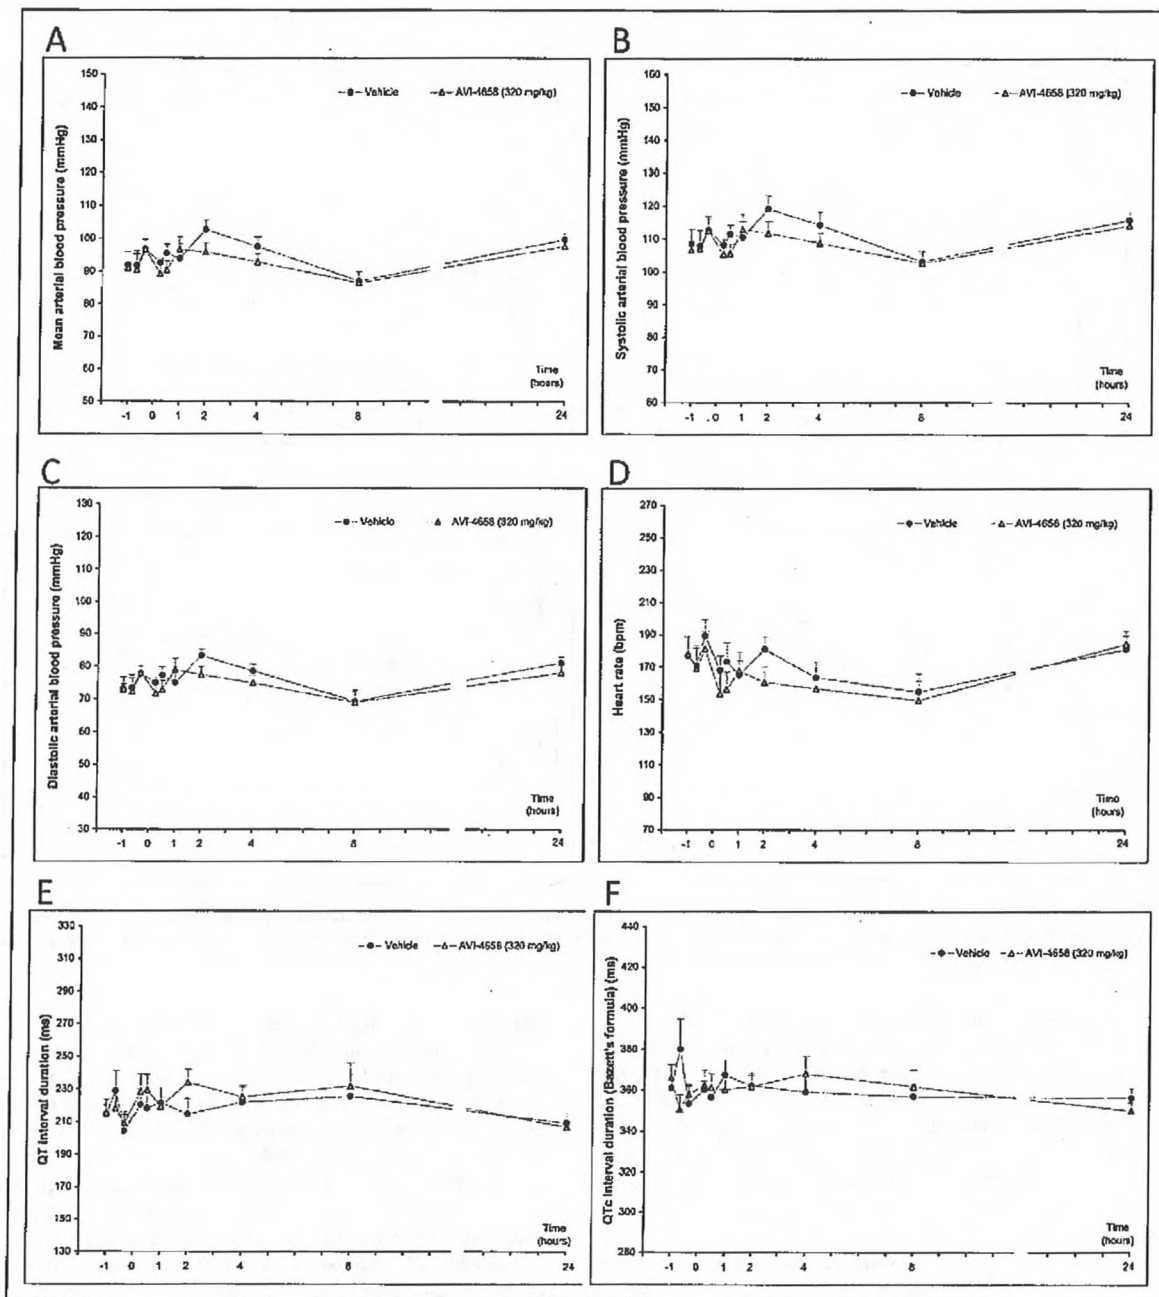 A
Mean arterial blood pressure (mmHg)
150
140
130
120
110
100
90
80
70
60
50
Vehicle
AVI-4658 (320 mg/kg)
Time
(hours)
-1 0 1 2 4 8 24
B
Systolic arterial blood pressure (mmHg)
160
150
140
130
120
110
100
90
80
70
60
Vehicle
AVI-4658 (320 mg/kg)
Time
(hours)
-1 0 1 2 4 8 24
C
Diastolic arterial blood pressure (mmHg)
130
120
110
100
90
80
70
60
50
40
30
Vehicle
AVI-4658 (320 mg/kg)
Time
(hours)
-1 0 1 2 4 8 24
D
Heart rate (bpm)
270
250
230
210
190
170
150
130
110
90
70
Vehicle
AVI-4658 (320 mg/kg)
Time
(hours)
-1 0 1 2 4 8 24
E
QT interval duration (ms)
330
310
290
270
250
230
210
190
170
150
130
Vehicle
AVI-4658 (320 mg/kg)
Time
(hours)
-1 0 1 2 4 8 24
F
QTc interval duration (Bazett's formula) (ms)
440
420
400
380
360
340
320
300
280
Vehicle
AVI-4658 (320 mg/kg)
Time
(hours)
-1 0 1 2 4 8 24